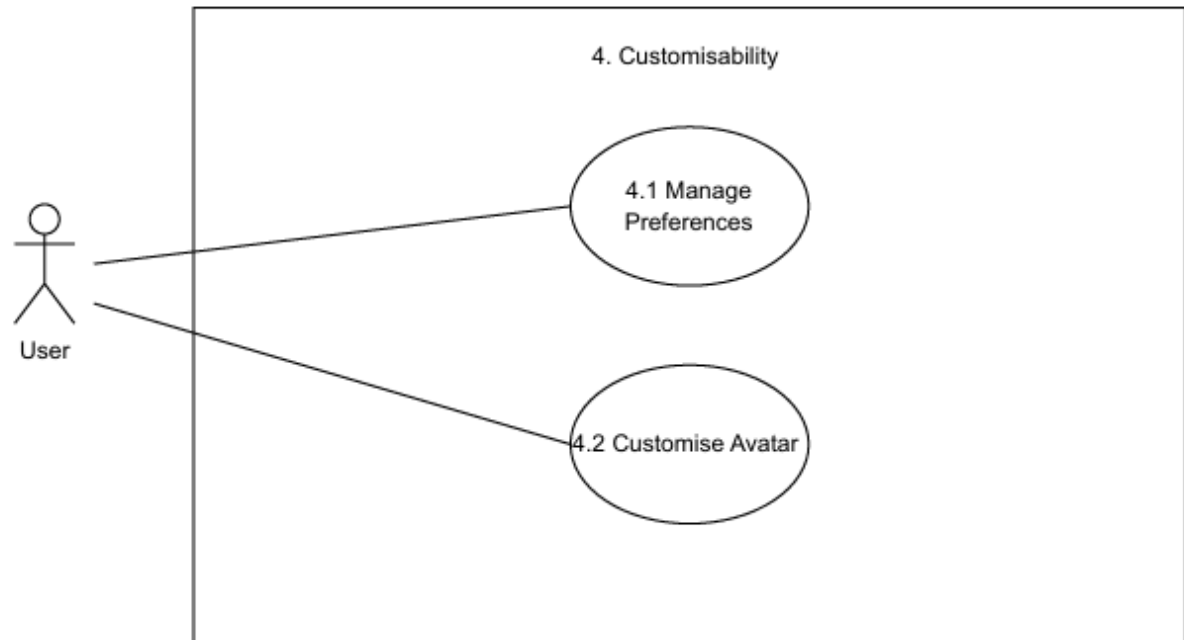 4. Customisability
4.1 Manage
Preferences
User
4.2 Customise Avatar